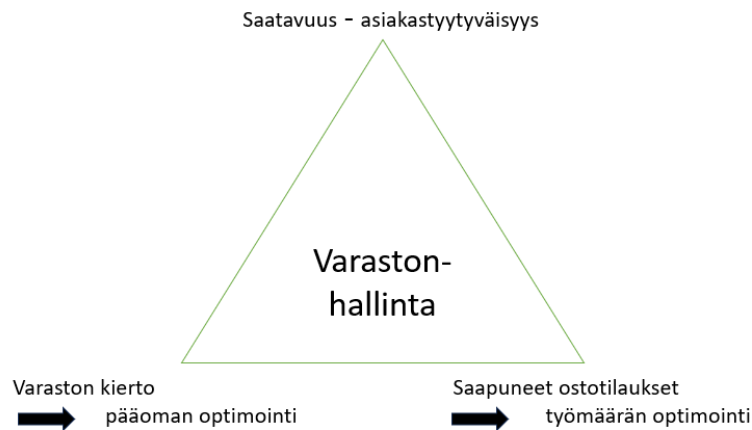 Saatavuus - asiakastyytyväisyys
Varaston-
hallinta
Varaston kierto
pääoman optimointi
Saapuneet ostotilaukset
työmäärän optimointi